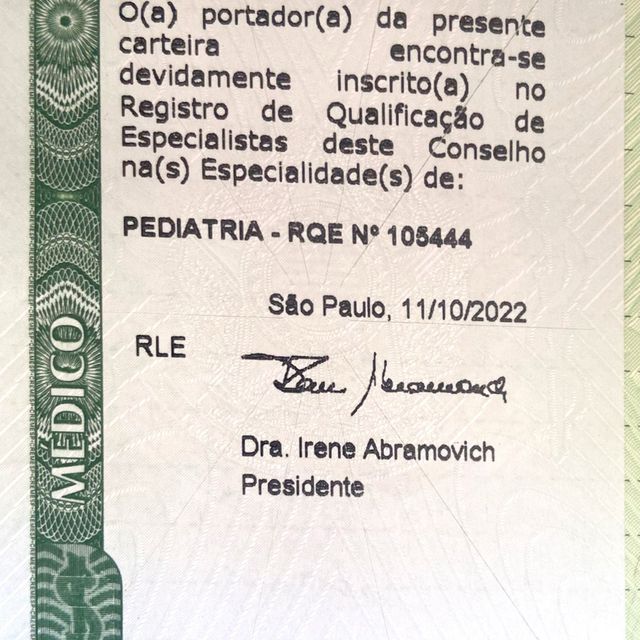 O(a) portador(a) da presente
carteira encontra-se
devidamente inscrito(a) no
Registro de Qualificação de
Especialistas deste Conselho
na(s) Especialidade(s) de:
PEDIATRIA - RQE Nº 105444
São Paulo, 11/10/2022
RLE
Dra. Irene Abramovich
Presidente
MÉDICO